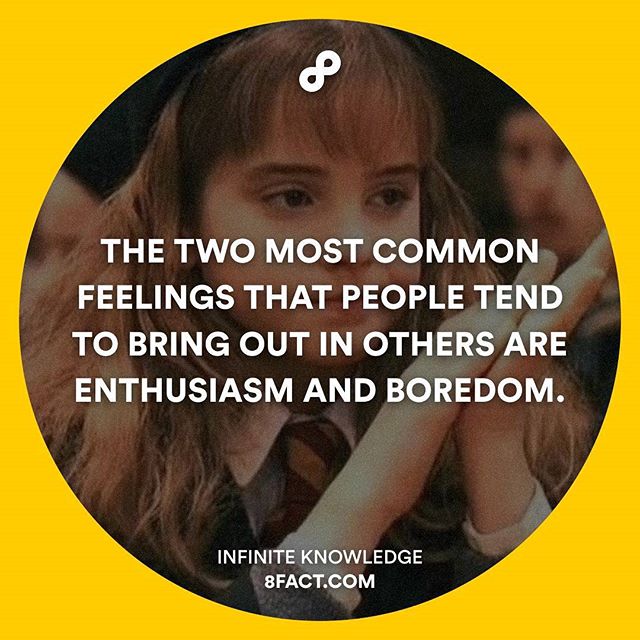 THE TWO MOST COMMON
FEELINGS THAT PEOPLE TEND
TO BRING OUT IN OTHERS ARE
ENTHUSIASM AND BOREDOM.
INFINITE KNOWLEDGE
8FACT.COM